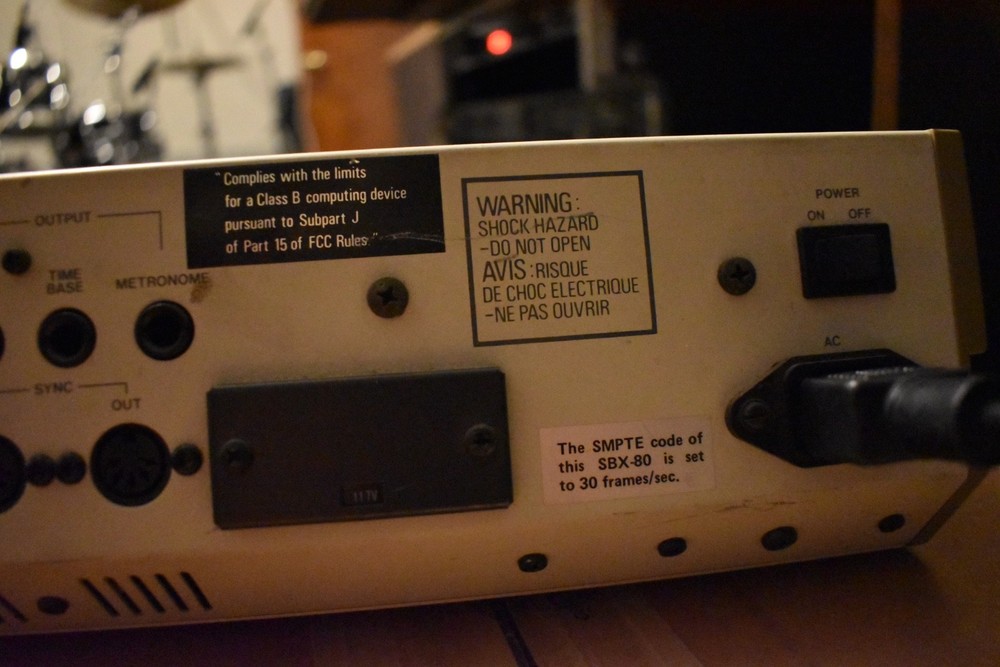 "Complies with the limits
for a Class B computing device
pursuant to Subpart J
of Part 15 of FCC Rules"
OUTPUT
TIME
BASE
METRONOME
SYNC
OUT
WARNING:
SHOCK HAZARD
-DO NOT OPEN
AVIS:RISQUE
DE CHOC ELECTRIQUE
-NE PAS OUVRIR
POWER
ON OFF
AC
The SMPTE code of
this SBX-80 is set
to 30 frames/sec.